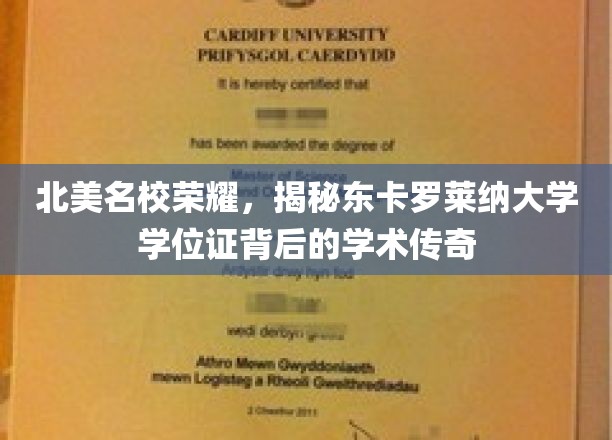 CARDIFF UNIVERSITY
PRIFYSGOL CAERDYDD
It is hereby certified that
has been awarded the degree of
Master of Science
北美名校荣耀，揭秘东卡罗莱纳大学
学位证背后的学术传奇
Ardystir drwy hyn fod
wedi derbyn
Athro Mewn Gwyddoniaeth
mewn Logisteg a Rheoli Gweithrediadau